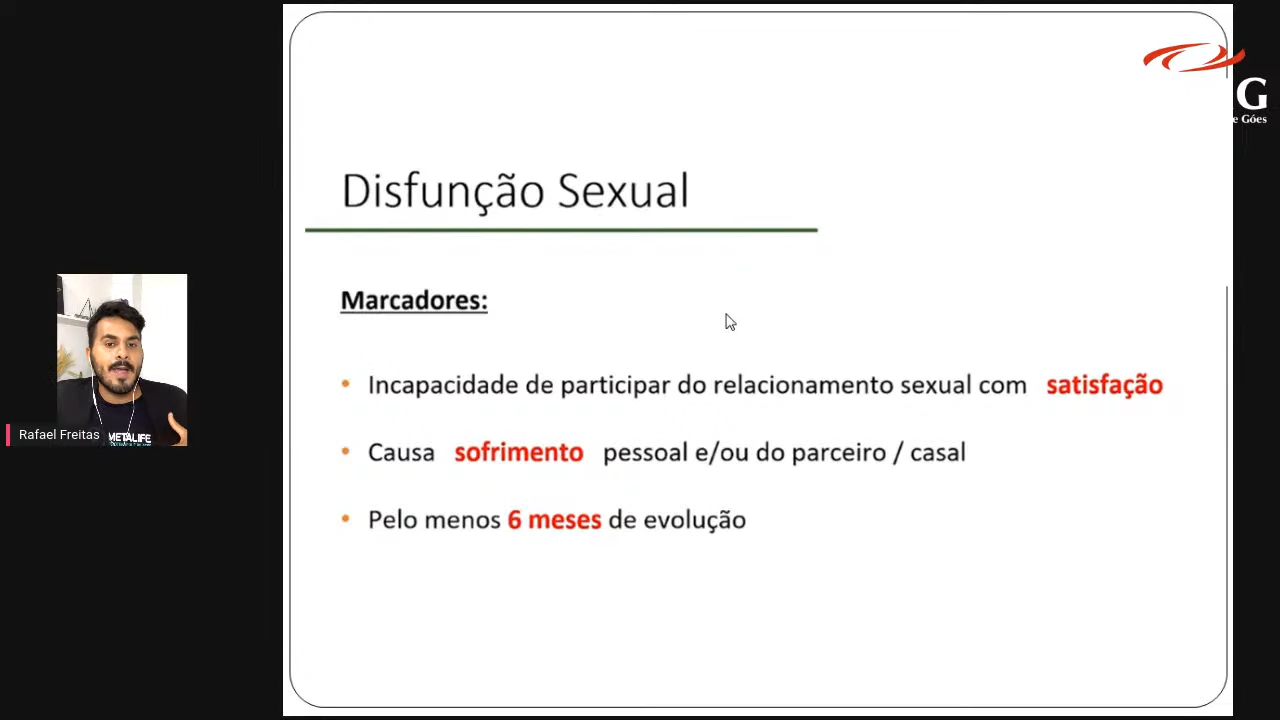 G
e Góes
Disfunção Sexual
Marcadores:
• Incapacidade de participar do relacionamento sexual com satisfação
• Causa sofrimento pessoal e/ou do parceiro / casal
• Pelo menos 6 meses de evolução
Rafael Freitas
METALIFE